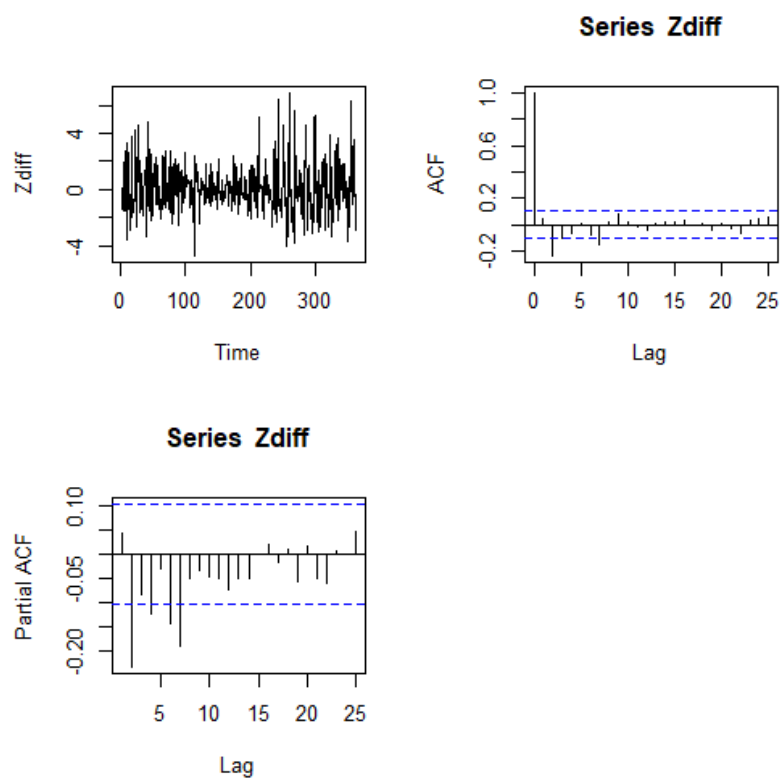 Series Zdiff
Zdiff
4
0
-4
0 100 200 300
Time
ACF
1.0
0.6
0.2
-0.2
0 5 10 15 20 25
Lag
Series Zdiff
Partial ACF
0.10
-0.05
-0.20
5 10 15 20 25
Lag